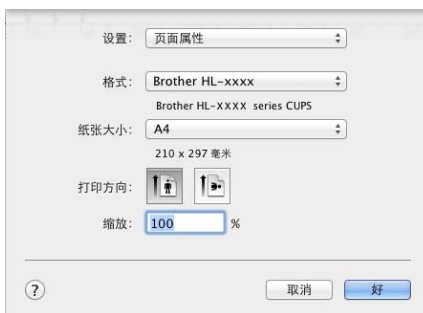 设置: 页面属性
格式: Brother HL-xxxx
Brother HL-XXXX series CUPS
纸张大小: A4
210 x 297 毫米
打印方向:
缩放: 100 %
? 取消 好